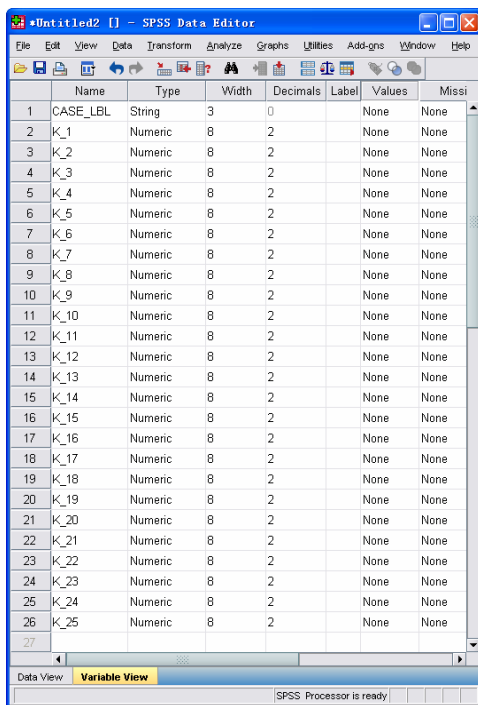 *Untitled2 [] - SPSS Data Editor
File Edit View Data Transform Analyze Graphs Utilities Add-ons Window Help
Name Type Width Decimals Label Values Missi
1 CASE_LBL String 3 0 None None
2 K_1 Numeric 8 2 None None
3 K_2 Numeric 8 2 None None
4 K_3 Numeric 8 2 None None
5 K_4 Numeric 8 2 None None
6 K_5 Numeric 8 2 None None
7 K_6 Numeric 8 2 None None
8 K_7 Numeric 8 2 None None
9 K_8 Numeric 8 2 None None
10 K_9 Numeric 8 2 None None
11 K_10 Numeric 8 2 None None
12 K_11 Numeric 8 2 None None
13 K_12 Numeric 8 2 None None
14 K_13 Numeric 8 2 None None
15 K_14 Numeric 8 2 None None
16 K_15 Numeric 8 2 None None
17 K_16 Numeric 8 2 None None
18 K_17 Numeric 8 2 None None
19 K_18 Numeric 8 2 None None
20 K_19 Numeric 8 2 None None
21 K_20 Numeric 8 2 None None
22 K_21 Numeric 8 2 None None
23 K_22 Numeric 8 2 None None
24 K_23 Numeric 8 2 None None
25 K_24 Numeric 8 2 None None
26 K_25 Numeric 8 2 None None
27
Data View Variable View
SPSS Processor is ready